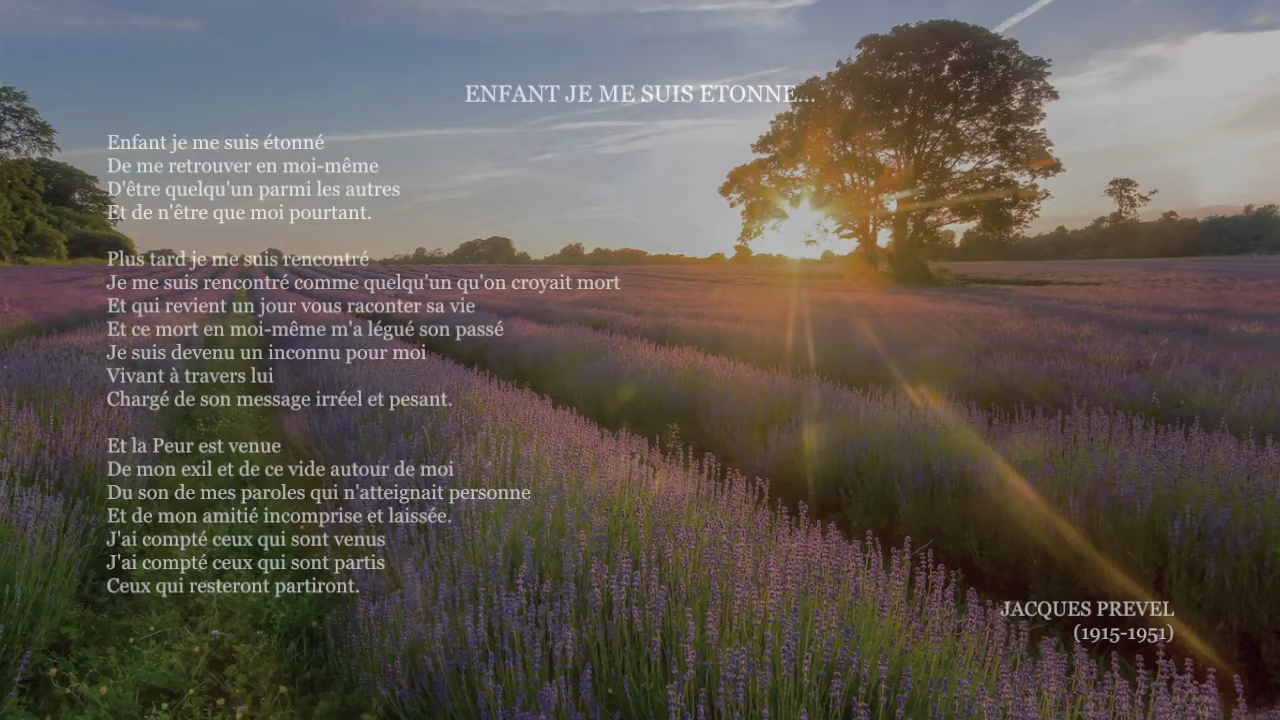 ENFANT JE ME SUIS ETONNE...
Enfant je me suis étonné
De me retrouver en moi-même
D'être quelqu'un parmi les autres
Et de n'être que moi pourtant.
Plus tard je me suis rencontré
Je me suis rencontré comme quelqu'un qu'on croyait mort
Et qui revient un jour vous raconter sa vie
Et ce mort en moi-même m'a légué son passé
Je suis devenu un inconnu pour moi
Vivant à travers lui
Chargé de son message irréel et pesant.
Et la Peur est venue
De mon exil et de ce vide autour de moi
Du son de mes paroles qui n'atteignait personne
Et de mon amitié incomprise et laissée.
J'ai compté ceux qui sont venus
J'ai compté ceux qui sont partis
Ceux qui resteront partiront.
JACQUES PREVEL
(1915-1951)